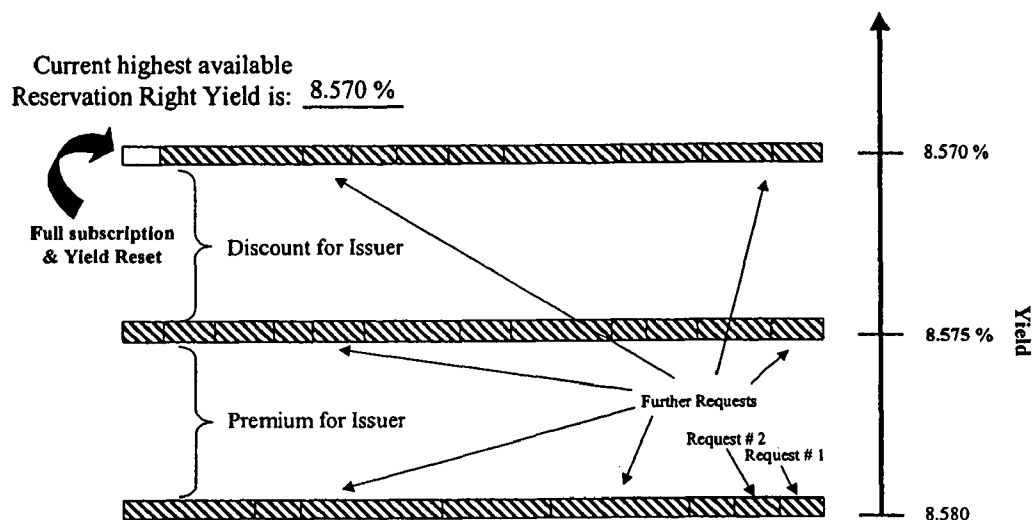 Current highest available
Reservation Right Yield is: 8.570 %
8.570 %
Full subscription
& Yield Reset
Discount for Issuer
8.575 %
Yield
Further Requests
Premium for Issuer
Request # 2
Request # 1
8.580